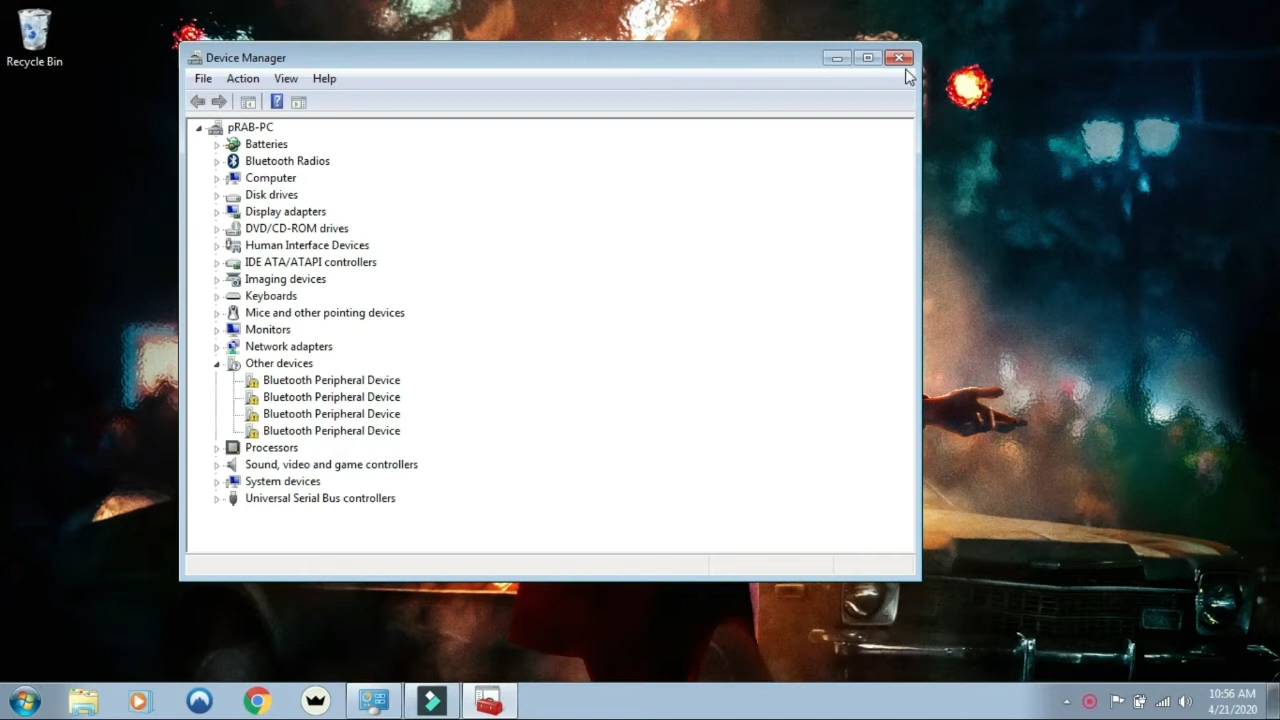 Recycle Bin
Device Manager
File Action View Help
pRAB-PC
Batteries
Bluetooth Radios
Computer
Disk drives
Display adapters
DVD/CD-ROM drives
Human Interface Devices
IDE ATA/ATAPI controllers
Imaging devices
Keyboards
Mice and other pointing devices
Monitors
Network adapters
Other devices
Bluetooth Peripheral Device
Bluetooth Peripheral Device
Bluetooth Peripheral Device
Bluetooth Peripheral Device
Processors
Sound, video and game controllers
System devices
Universal Serial Bus controllers
10:56 AM
4/21/2020